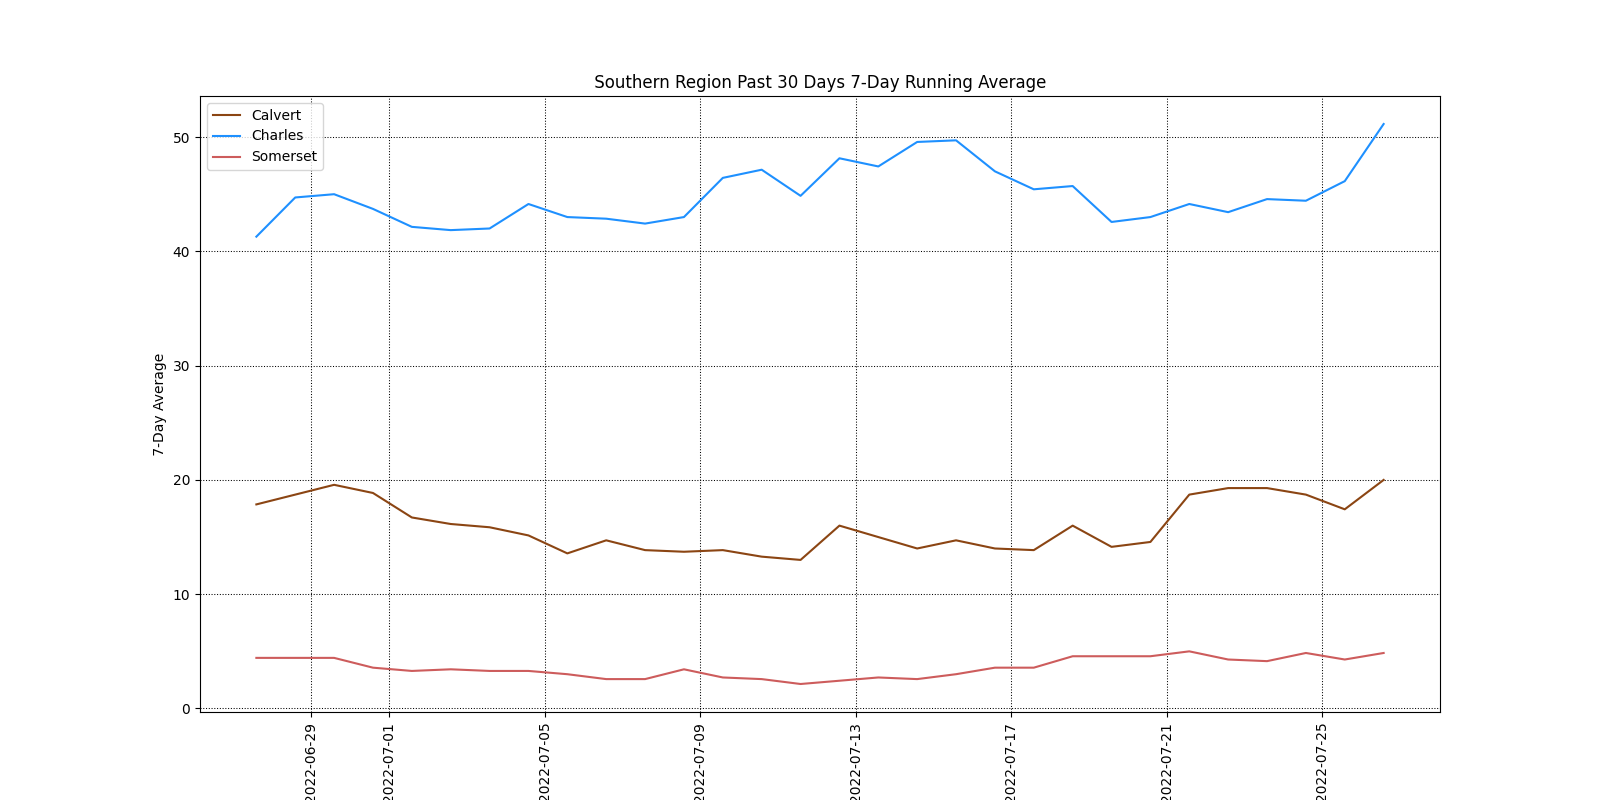 Southern Region Past 30 Days 7-Day Running Average
Calvert
Charles
Somerset
7-Day Average
50
40
30
20
10
0
2022-06-29
2022-07-01
2022-07-05
2022-07-09
2022-07-13
2022-07-17
2022-07-21
2022-07-25